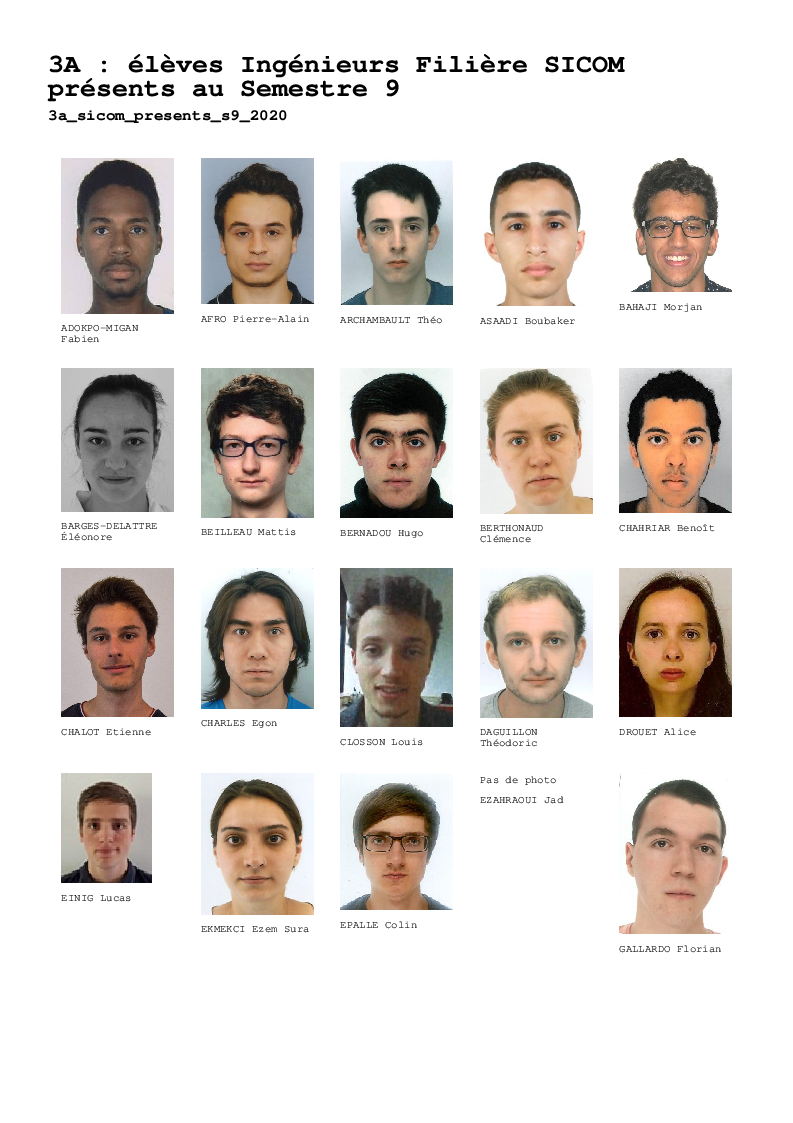 3A : élèves Ingénieurs Filière SICOM
présents au Semestre 9
3a_sicom_presents_s9_2020
ADOKPO-MIGAN
Fabien
AFRO Pierre-Alain
ARCHAMBAULT Théo
ASAADI Boubaker
BAHAJI Morjan
BARGES-DELATTRE
Éléonore
BEILLEAU Mattis
BERNADOU Hugo
BERTHONAUD
Clémence
CHAHRIAR Benoît
CHALOT Etienne
CHARLES Egon
CLOSSON Louis
DAGUILLON
Théodoric
DROUET Alice
EINIG Lucas
EKMEKCI Ezem Sura
EPALLE Colin
Pas de photo
EZAHRAOUI Jad
GALLARDO Florian